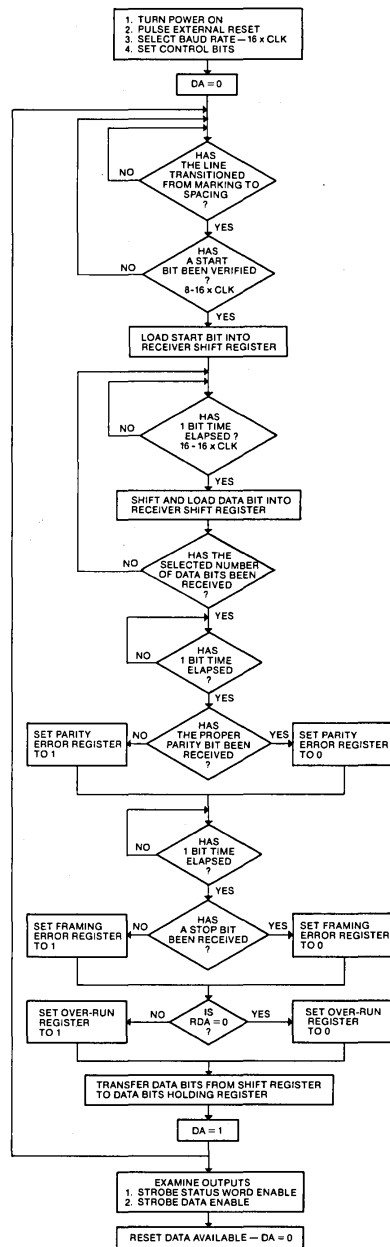 1. TURN POWER ON
2. PULSE EXTERNAL RESET
3. SELECT BAUD RATE — 16 x CLK
4. SET CONTROL BITS
DA = 0
HAS
THE LINE
TRANSITIONED
FROM MARKING TO
SPACING
?
NO
YES
HAS
A START
BIT BEEN VERIFIED
?
8-16 x CLK
NO
YES
LOAD START BIT INTO
RECEIVER SHIFT REGISTER
HAS
1 BIT TIME
ELAPSED ?
16 - 16 x CLK
NO
YES
SHIFT AND LOAD DATA BIT INTO
RECEIVER SHIFT REGISTER
HAS THE
SELECTED NUMBER
OF DATA BITS BEEN
RECEIVED
?
NO
YES
HAS
1 BIT TIME
ELAPSED
?
NO
YES
SET PARITY
ERROR REGISTER
TO 1
NO
HAS
THE PROPER
PARITY BIT BEEN
RECEIVED
?
YES
SET PARITY
ERROR REGISTER
TO 0
HAS
1 BIT TIME
ELAPSED?
NO
YES
SET FRAMING
ERROR REGISTER
TO 1
NO
HAS
A STOP BIT
BEEN RECEIVED?
YES
SET FRAMING
ERROR REGISTER
TO 0
SET OVER-RUN
REGISTER
TO 1
NO
IS
RDA = 0
?
YES
SET OVER-RUN
REGISTER
TO 0
TRANSFER DATA BITS FROM SHIFT REGISTER
TO DATA BITS HOLDING REGISTER
DA = 1
EXAMINE OUTPUTS
1. STROBE STATUS WORD ENABLE
2. STROBE DATA ENABLE
RESET DATA AVAILABLE — DA = 0